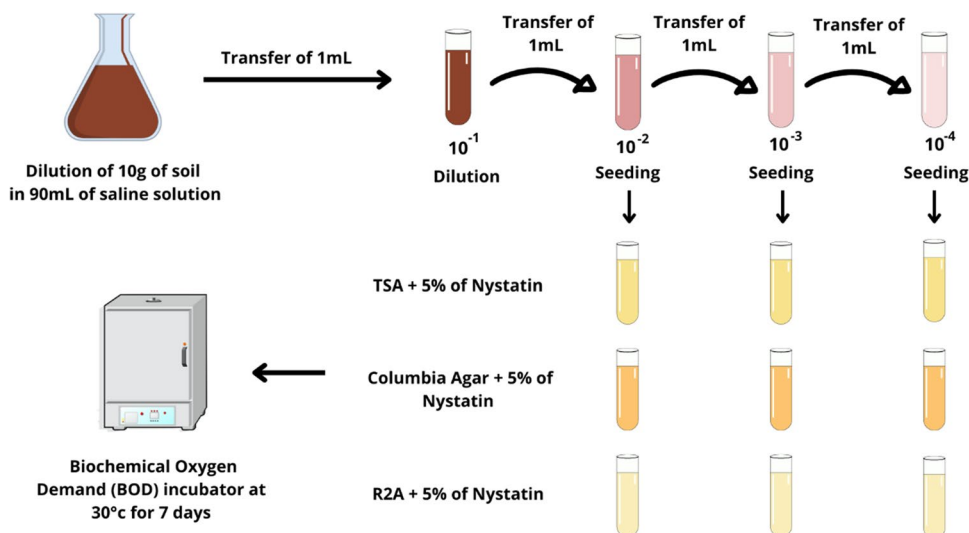 Transfer of 1mL
Transfer of
1mL
Transfer of
1mL
Transfer of
1mL
Dilution of 10g of soil
in 90mL of saline solution
10-1
Dilution
10-2
Seeding
10-3
Seeding
10-4
Seeding
TSA + 5% of Nystatin
Columbia Agar + 5% of
Nystatin
R2A + 5% of Nystatin
Biochemical Oxygen
Demand (BOD) incubator at
30°c for 7 days